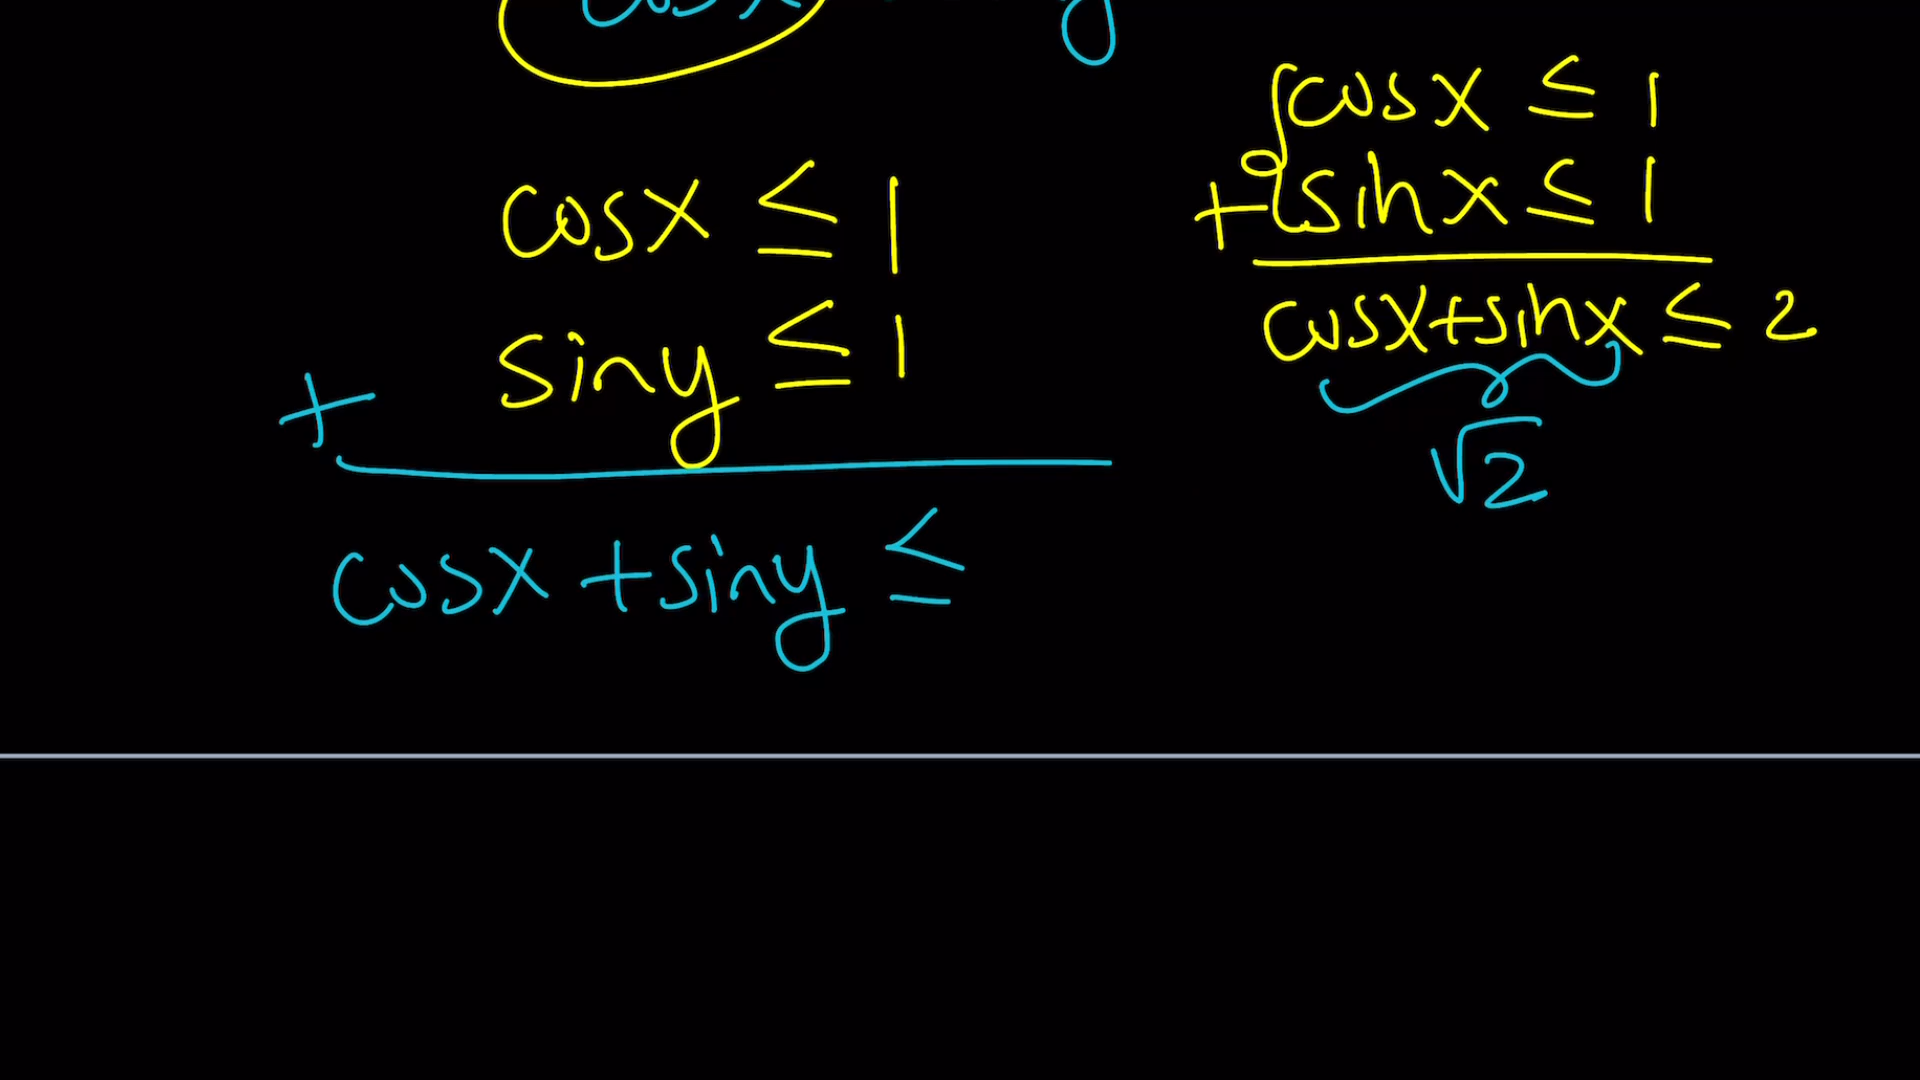 cosx ≤ 1
siny ≤ 1
+
cosx + siny ≤
cosx ≤ 1
+ sinx ≤ 1
cosx+sinx ≤ 2
√2